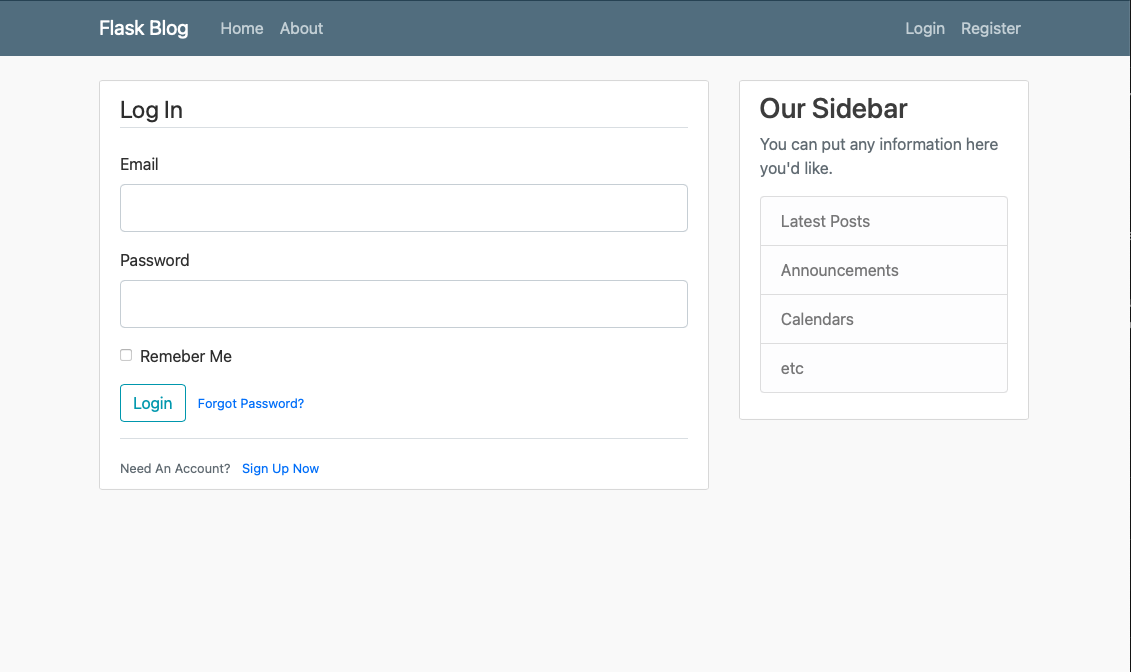 Flask Blog Home About Login Register
Log In
Email
Password
Remeber Me
Login Forgot Password?
Need An Account? Sign Up Now
Our Sidebar
You can put any information here
you'd like.
Latest Posts
Announcements
Calendars
etc